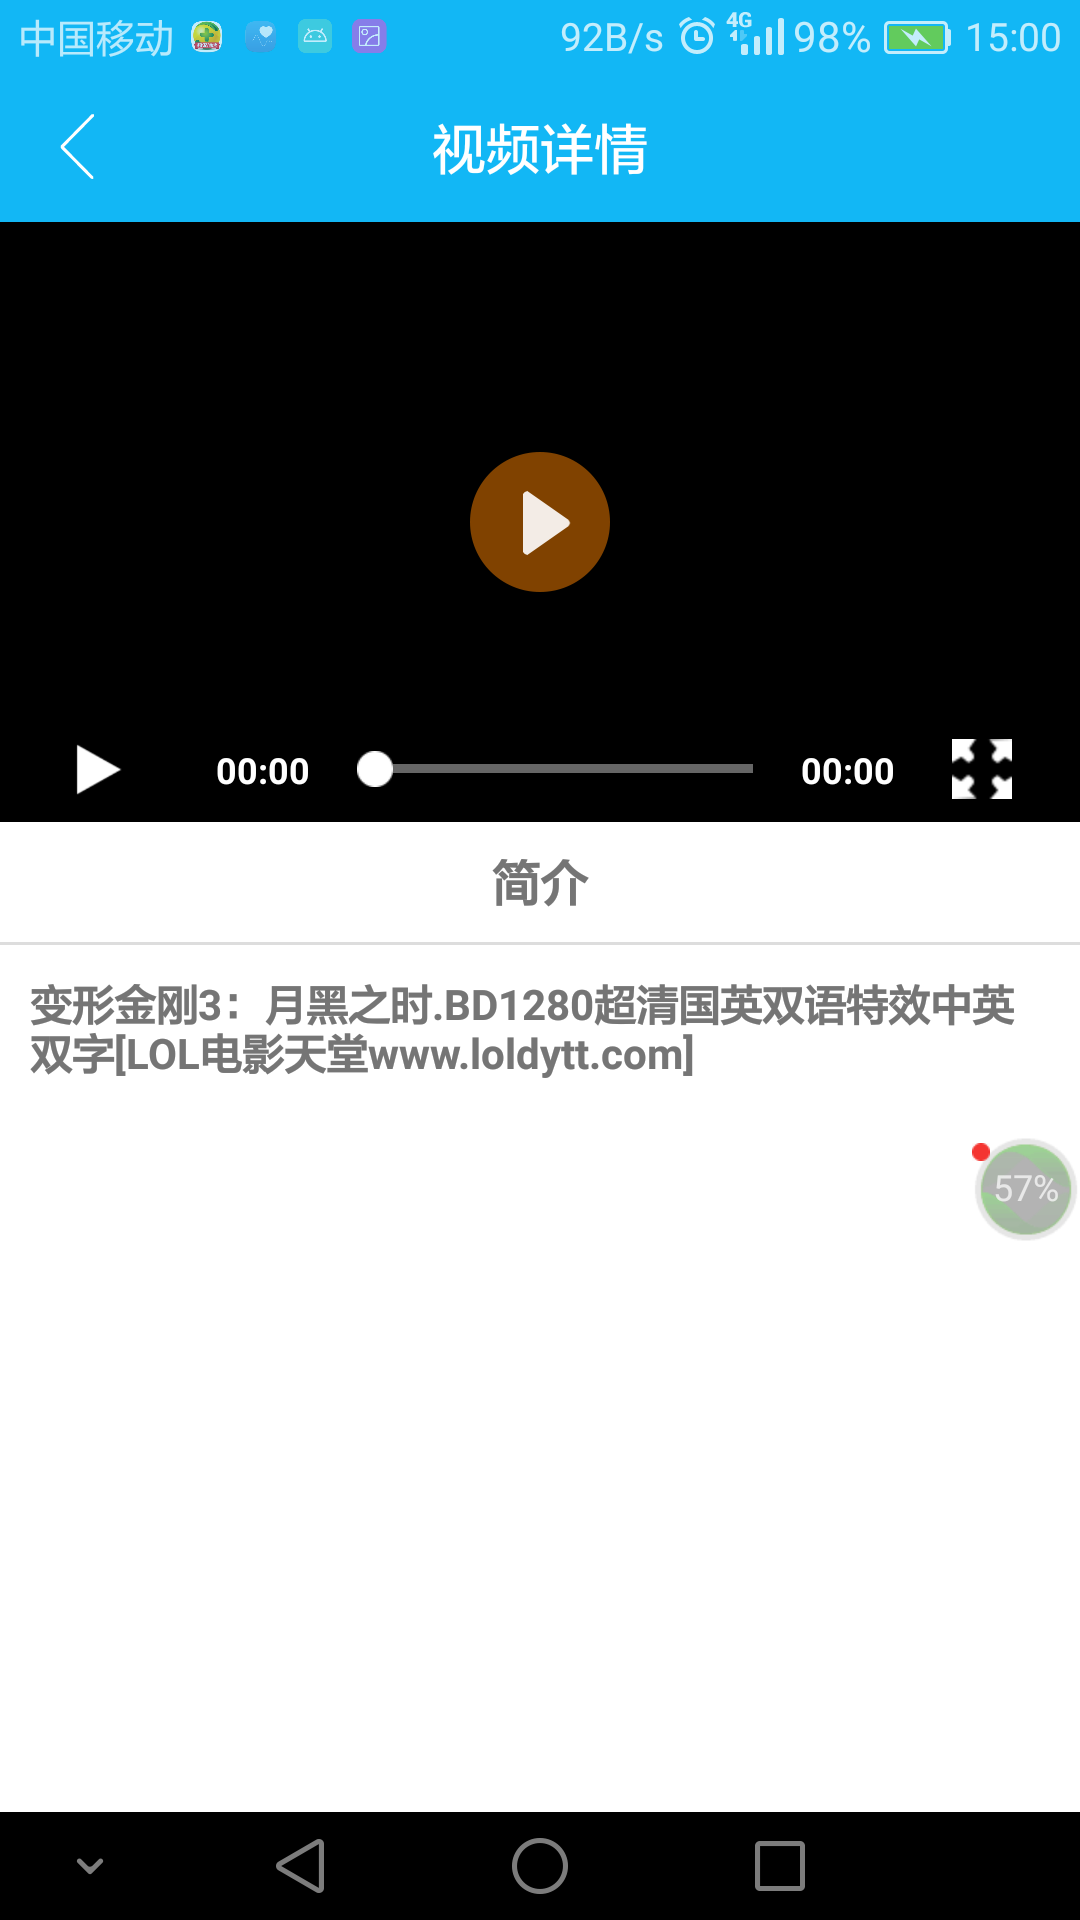 中国移动 92B/s 4G 98% 15:00
视频详情
00:00 00:00
简介
变形金刚3：月黑之时.BD1280超清国英双语特效中英
双字[LOL电影天堂www.loldytt.com]
57%